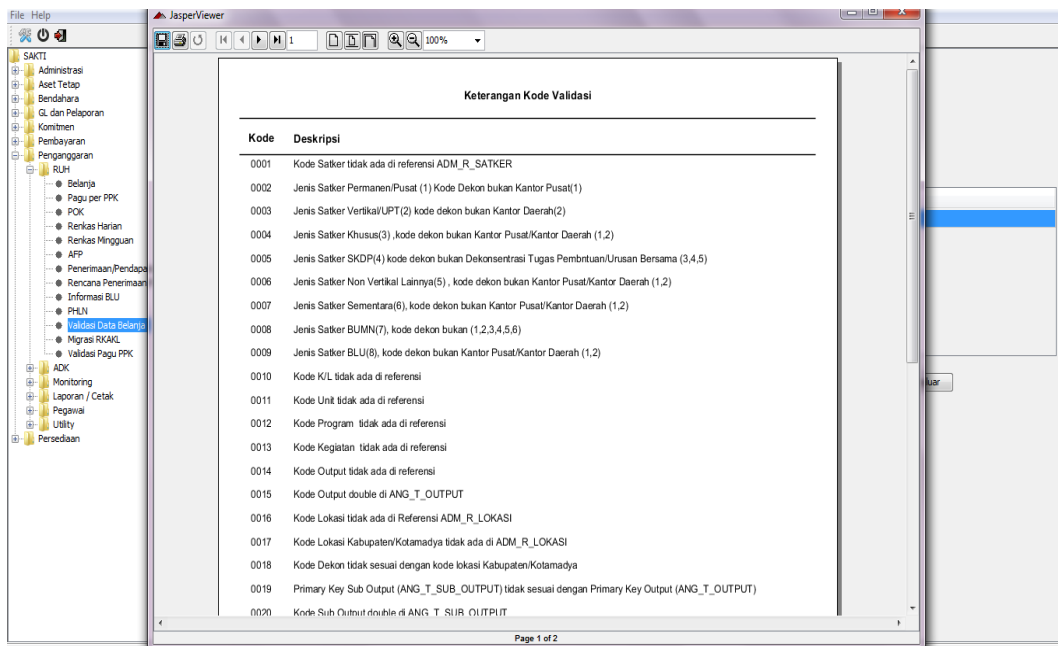 File Help
JasperViewer
1
100%
SAKTI
Administrasi
Aset Tetap
Bendahara
GL dan Pelaporan
Komitmen
Pembayaran
Penganggaran
RUH
Belanja
Pagu per PPK
POK
Renkas Harian
Renkas Mingguan
AFP
Penerimaan/Pendapa
Rencana Penerimaan
Informasi BLU
PHLN
Validasi Data Belanja
Migrasi RKAKL
Validasi Pagu PPK
ADK
Monitoring
Laporan / Cetak
Pegawai
Utility
Persediaan
Keterangan Kode Validasi
Kode Deskripsi
0001 Kode Satker tidak ada di referensi ADM_R_SATKER
0002 Jenis Satker Permanen/Pusat (1) Kode Dekon bukan Kantor Pusat(1)
0003 Jenis Satker Vertikal/UPT(2) kode dekon bukan Kantor Daerah(2)
0004 Jenis Satker Khusus(3) ,kode dekon bukan Kantor Pusat/Kantor Daerah (1,2)
0005 Jenis Satker SKDP(4) kode dekon bukan Dekonsentrasi Tugas Pembntuan/Urusan Bersama (3,4,5)
0006 Jenis Satker Non Vertikal Lainnya(5) , kode dekon bukan Kantor Pusat/Kantor Daerah (1,2)
0007 Jenis Satker Sementara(6), kode dekon bukan Kantor Pusat/Kantor Daerah (1,2)
0008 Jenis Satker BUMN(7), kode dekon bukan (1,2,3,4,5,6)
0009 Jenis Satker BLU(8), kode dekon bukan Kantor Pusat/Kantor Daerah (1,2)
0010 Kode K/L tidak ada di referensi
0011 Kode Unit tidak ada di referensi
0012 Kode Program tidak ada di referensi
0013 Kode Kegiatan tidak ada di referensi
0014 Kode Output tidak ada di referensi
0015 Kode Output double di ANG_T_OUTPUT
0016 Kode Lokasi tidak ada di Referensi ADM_R_LOKASI
0017 Kode Lokasi Kabupaten/Kotamadya tidak ada di ADM_R_LOKASI
0018 Kode Dekon tidak sesuai dengan kode lokasi Kabupaten/Kotamadya
0019 Primary Key Sub Output (ANG_T_SUB_OUTPUT) tidak sesuai dengan Primary Key Output (ANG_T_OUTPUT)
0020 Kode Sub Output double di ANG_T_SUB_OUTPUT
luar
Page 1 of 2